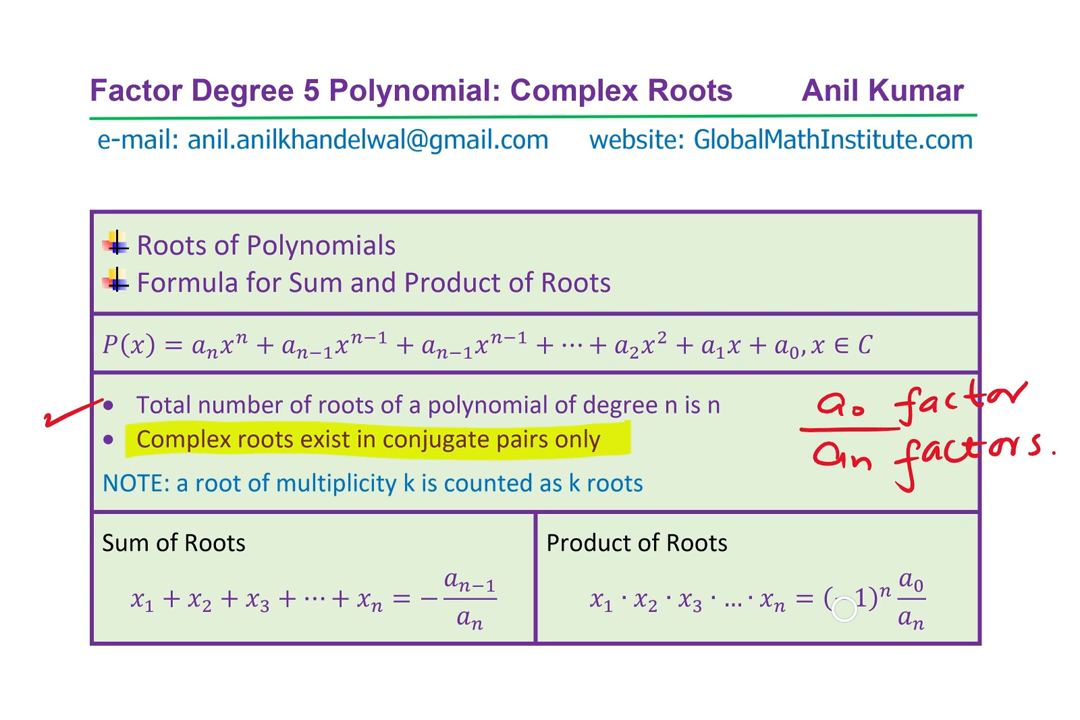 Factor Degree 5 Polynomial: Complex Roots Anil Kumar
e-mail: anil.anilkhandelwal@gmail.com website: GlobalMathInstitute.com
Roots of Polynomials
Formula for Sum and Product of Roots
P(x) = aₙxⁿ + aₙ₋₁xⁿ⁻¹ + aₙ₋₁xⁿ⁻¹ + ⋯ + a₂x² + a₁x + a₀, x ∈ C
• Total number of roots of a polynomial of degree n is n
• Complex roots exist in conjugate pairs only
NOTE: a root of multiplicity k is counted as k roots
a₀ factor
aₙ factors.
Sum of Roots
x₁ + x₂ + x₃ + ⋯ + xₙ = − aₙ₋₁ / aₙ
Product of Roots
x₁ · x₂ · x₃ · … · xₙ = (−1)ⁿ a₀ / aₙ